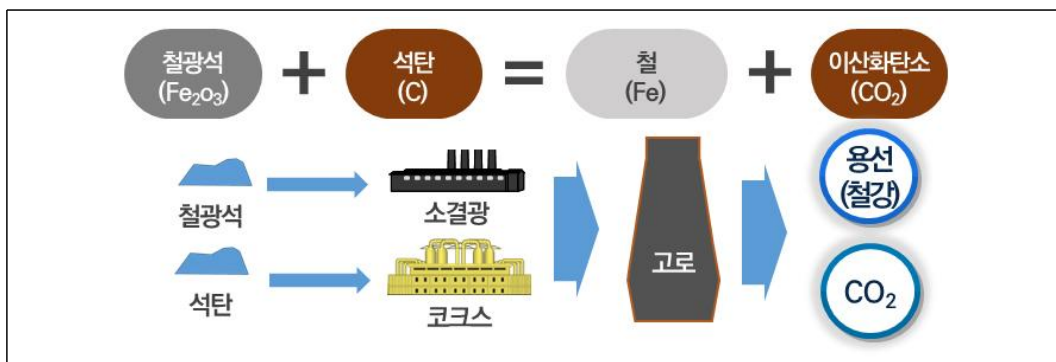 철광석
(Fe₂o₃)
+
석탄
(C)
=
철
(Fe)
+
이산화탄소
(CO₂)
철광석
소결광
석탄
코크스
고로
용선
(철강)
CO₂